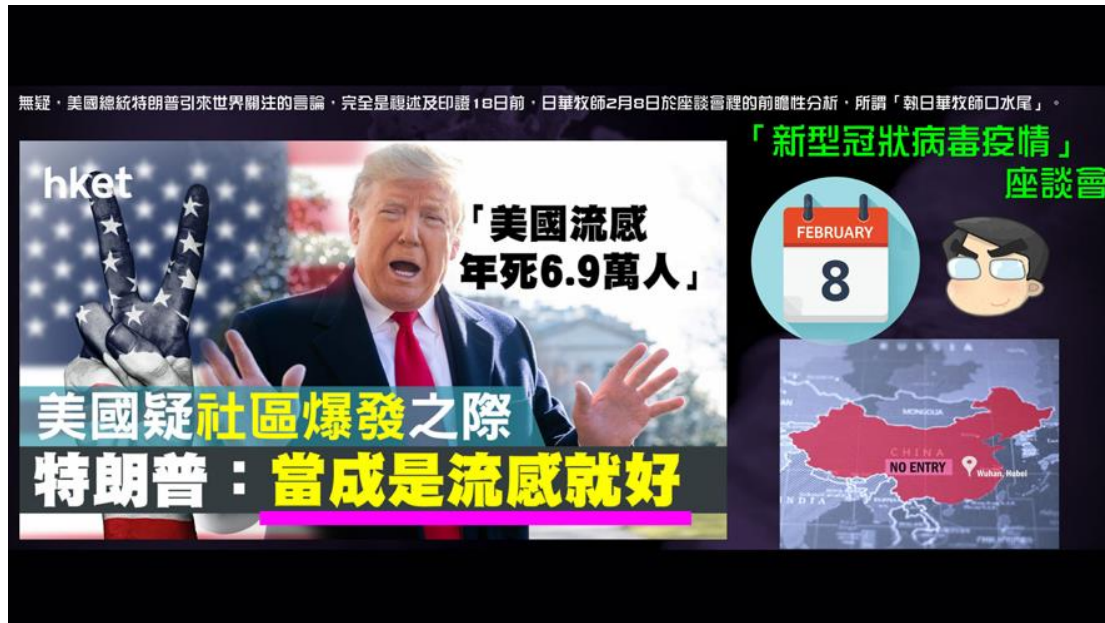 無疑，美國總統特朗普引來世界關注的言論，完全是複述及印證18日前，日華牧師2月8日於座談會裡的前瞻性分析，所謂「執日華牧師口水尾」。
「新型冠狀病毒疫情」
座談會
hket
「美國流感
年死6.9萬人」
美國疑社區爆發之際
特朗普：當成是流感就好
FEBRUARY
8
RUSSIA
MONGOLIA
CHINA
NO ENTRY
Wuhan, Hubei
INDIA